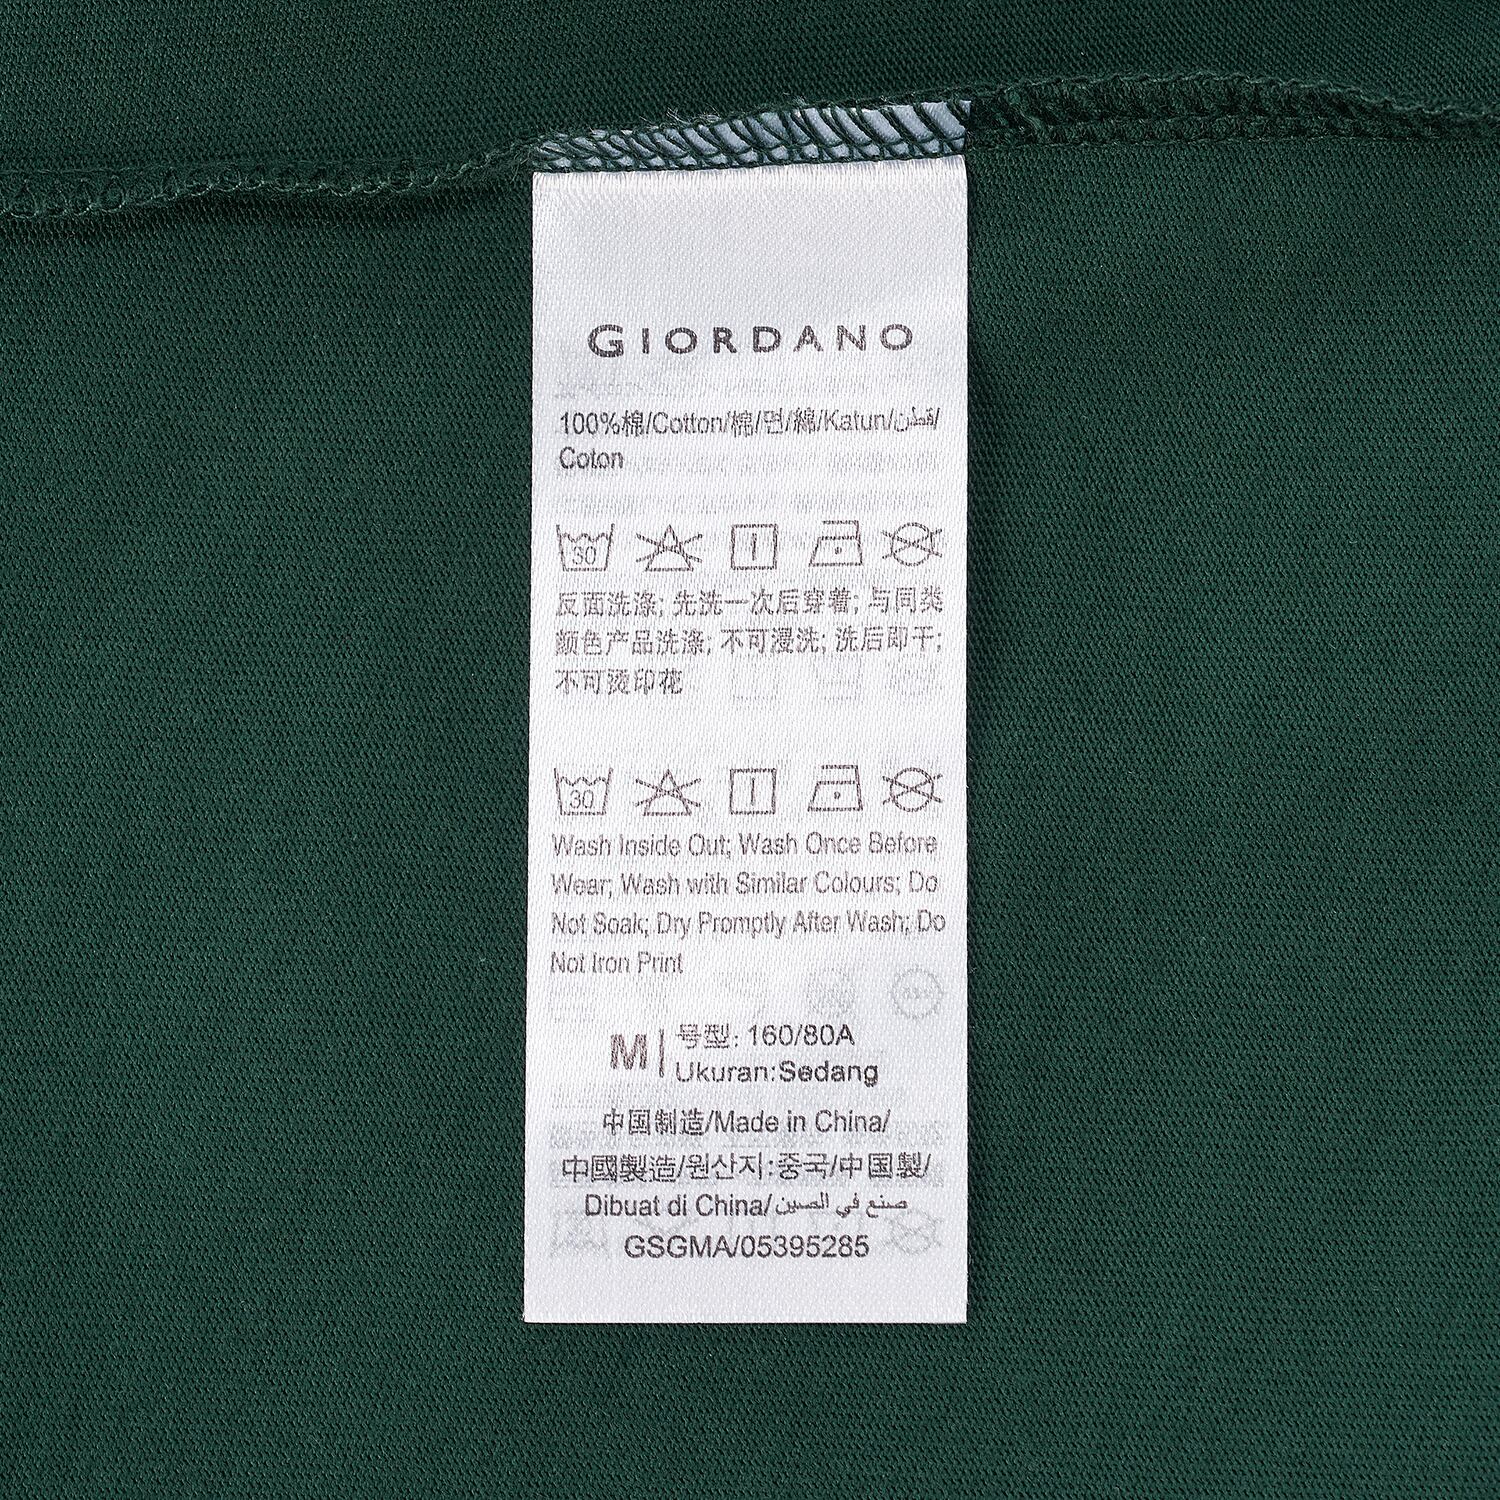 GIORDANO
100%棉/Cotton/棉/면/綿/Katun/قطن/
Coton
30
反面洗涤; 先洗一次后穿着; 与同类
颜色产品洗涤; 不可浸洗; 洗后即干;
不可烫印花
30
Wash Inside Out; Wash Once Before
Wear; Wash with Similar Colours; Do
Not Soak; Dry Promptly After Wash; Do
Not Iron Print
M 号型: 160/80A
Ukuran:Sedang
中国制造/Made in China/
中國製造/원산지:중국/中国製/
Dibuat di China/صنع في الصين
GSGMA/05395285